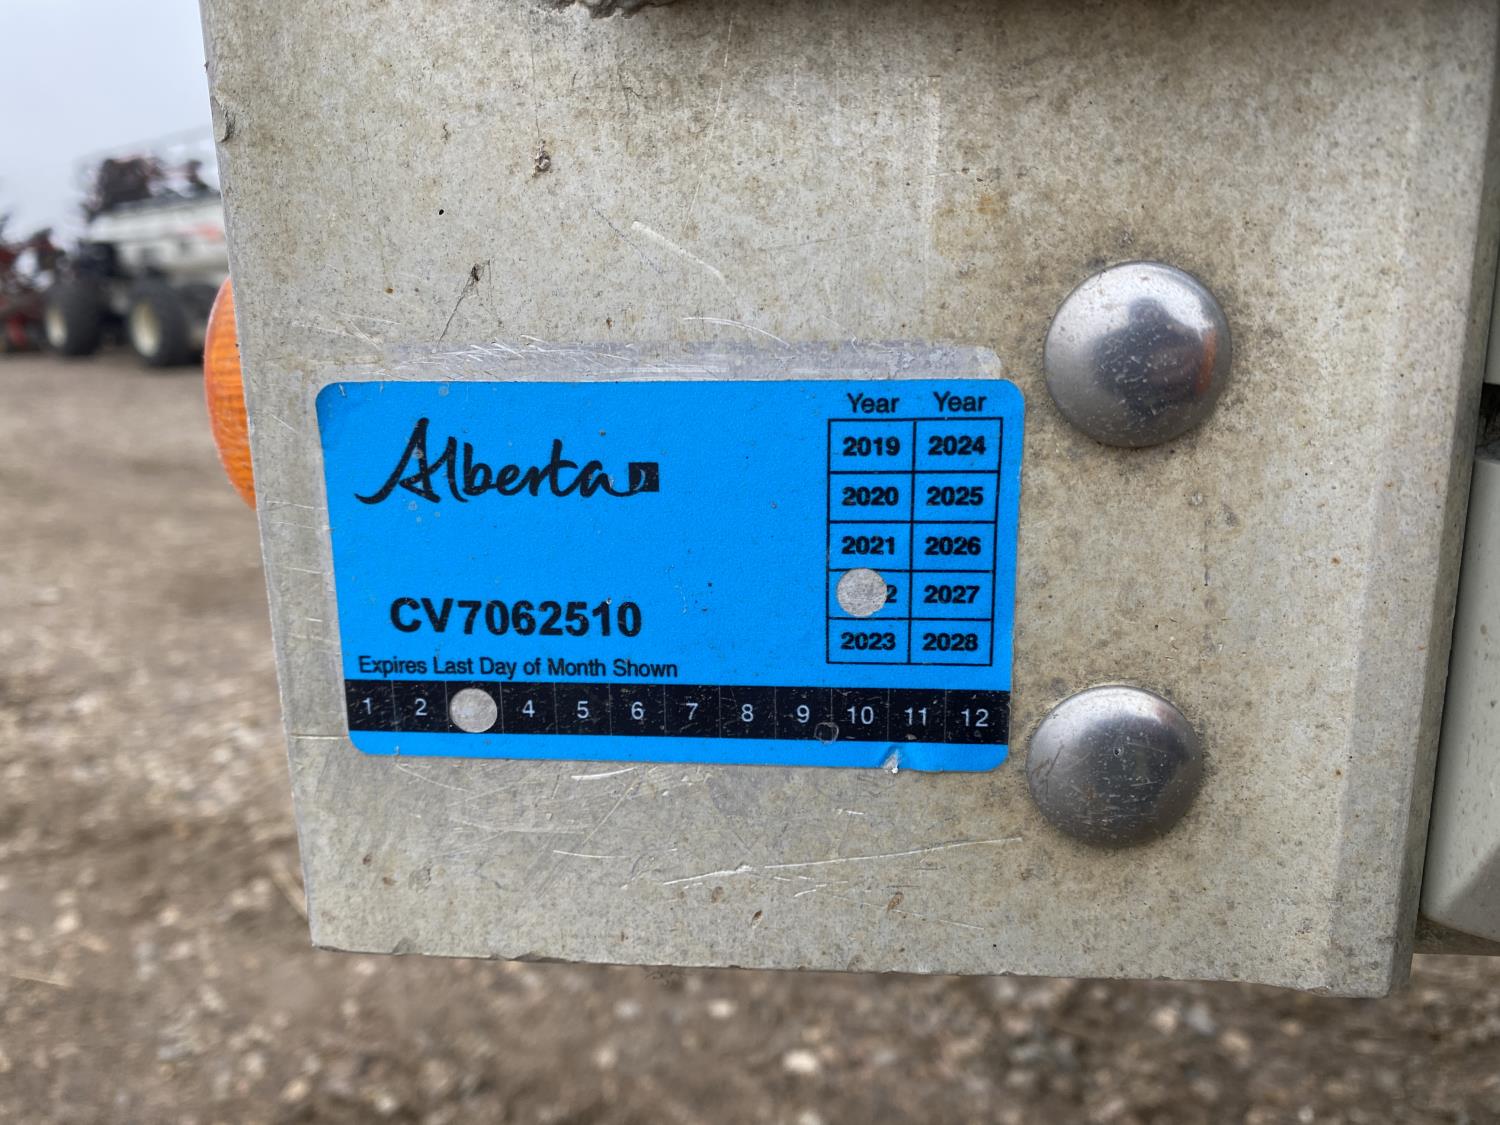 Alberta
Year Year
2019 2024
2020 2025
2021 2026
2 2027
2023 2028
CV7062510
Expires Last Day of Month Shown
1 2 4 5 6 7 8 9 10 11 12